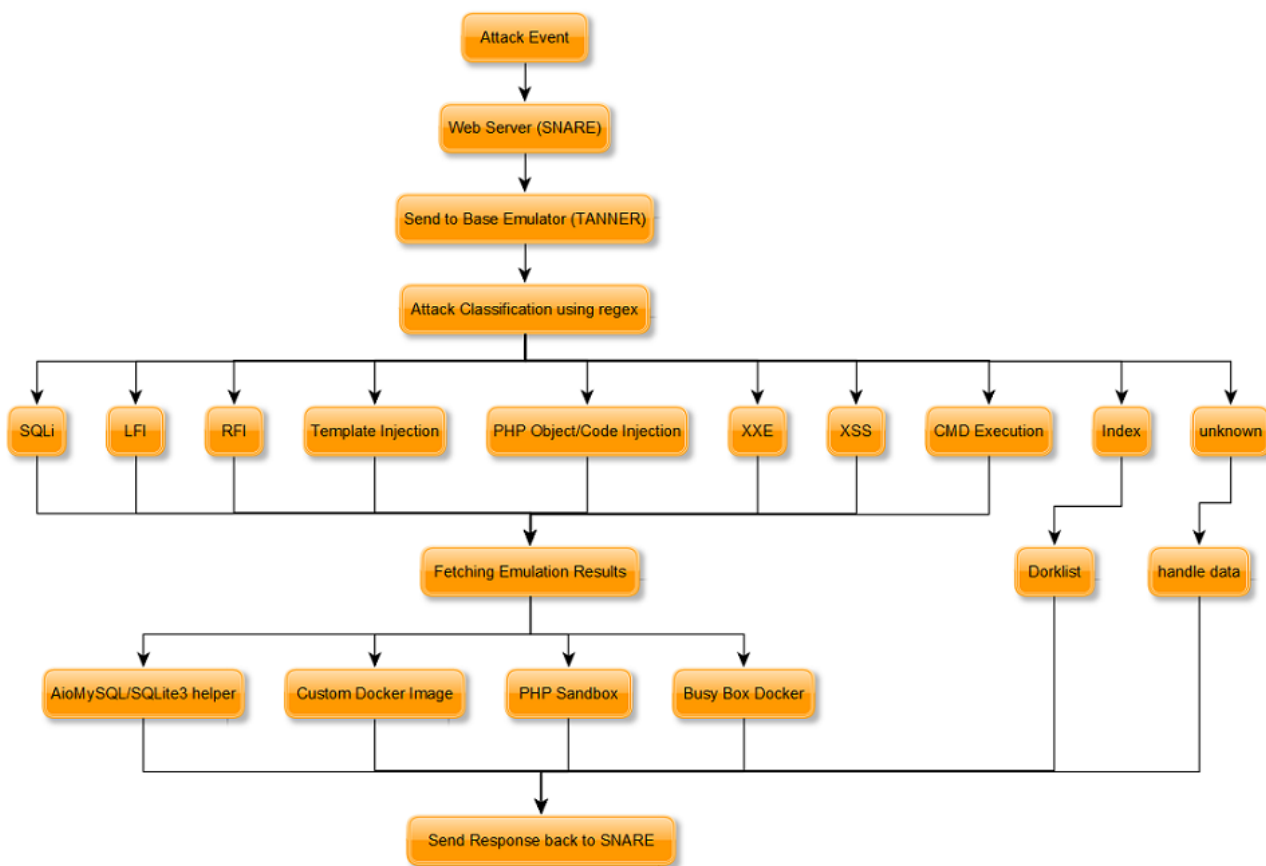 Attack Event
Web Server (SNARE)
Send to Base Emulator (TANNER)
Attack Classification using regex
SQLi
LFI
RFI
Template Injection
PHP Object/Code Injection
XXE
XSS
CMD Execution
Index
unknown
Fetching Emulation Results
Dorklist
handle data
AioMySQL/SQLite3 helper
Custom Docker Image
PHP Sandbox
Busy Box Docker
Send Response back to SNARE